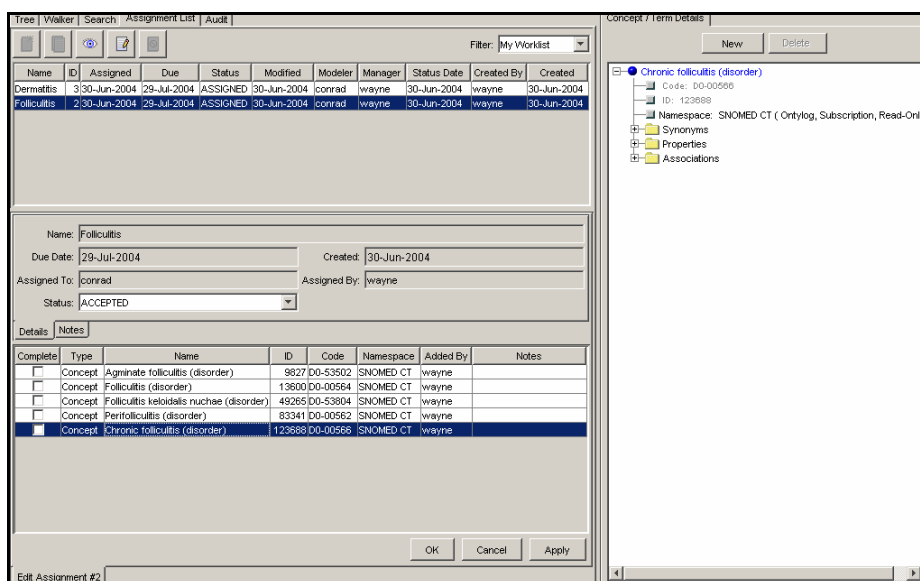 Tree Walker Search Assignment List Audit
Filter: My Worklist
Name ID Assigned Due Status Modified Modeler Manager Status Date Created By Created
Dermatitis 3 30-Jun-2004 29-Jul-2004 ASSIGNED 30-Jun-2004 conrad wayne 30-Jun-2004 wayne 30-Jun-2004
Folliculitis 2 30-Jun-2004 29-Jul-2004 ASSIGNED 30-Jun-2004 conrad wayne 30-Jun-2004 wayne 30-Jun-2004
Name: Folliculitis
Due Date: 29-Jul-2004 Created: 30-Jun-2004
Assigned To: conrad Assigned By: wayne
Status: ACCEPTED
Details Notes
Complete Type Name ID Code Namespace Added By Notes
Concept Agminate folliculitis (disorder) 9827 D0-53502 SNOMED CT wayne
Concept Folliculitis (disorder) 13600 D0-00564 SNOMED CT wayne
Concept Folliculitis keloidalis nuchae (disorder) 49265 D0-53804 SNOMED CT wayne
Concept Perifolliculitis (disorder) 83341 D0-00562 SNOMED CT wayne
Concept Chronic folliculitis (disorder) 123688 D0-00566 SNOMED CT wayne
OK Cancel Apply
Edit Assignment #2
Concept / Term Details
New Delete
Chronic folliculitis (disorder)
Code: D0-00566
ID: 123688
Namespace: SNOMED CT ( Ontylog, Subscription, Read-Onl
Synonyms
Properties
Associations